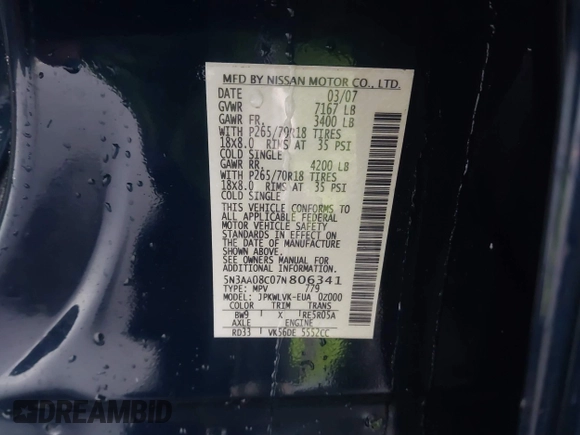 MFD BY NISSAN MOTOR CO., LTD.
DATE 03/07
GVWR 7167 LB
GAWR FR. 3400 LB
WITH P265/70R18 TIRES
18x8.0 RIMS AT 35 PSI
COLD SINGLE
GAWR RR. 4200 LB
WITH P265/70R18 TIRES
18x8.0 RIMS AT 35 PSI
COLD SINGLE
THIS VEHICLE CONFORMS TO
ALL APPLICABLE FEDERAL
MOTOR VEHICLE SAFETY
STANDARDS IN EFFECT ON
THE DATE OF MANUFACTURE
SHOWN ABOVE.
SEE OWNERS MANUAL FOR
ADDITIONAL INFORMATION
5N3AA08C07N806341
TYPE: MPV 779
MODEL: JPKWLVK-EUA 0Z000
COLOR TRIM TRANS
BW9 X RE5R05A
AXLE ENGINE
RD33 VK56DE 5552CC
DREAMBID